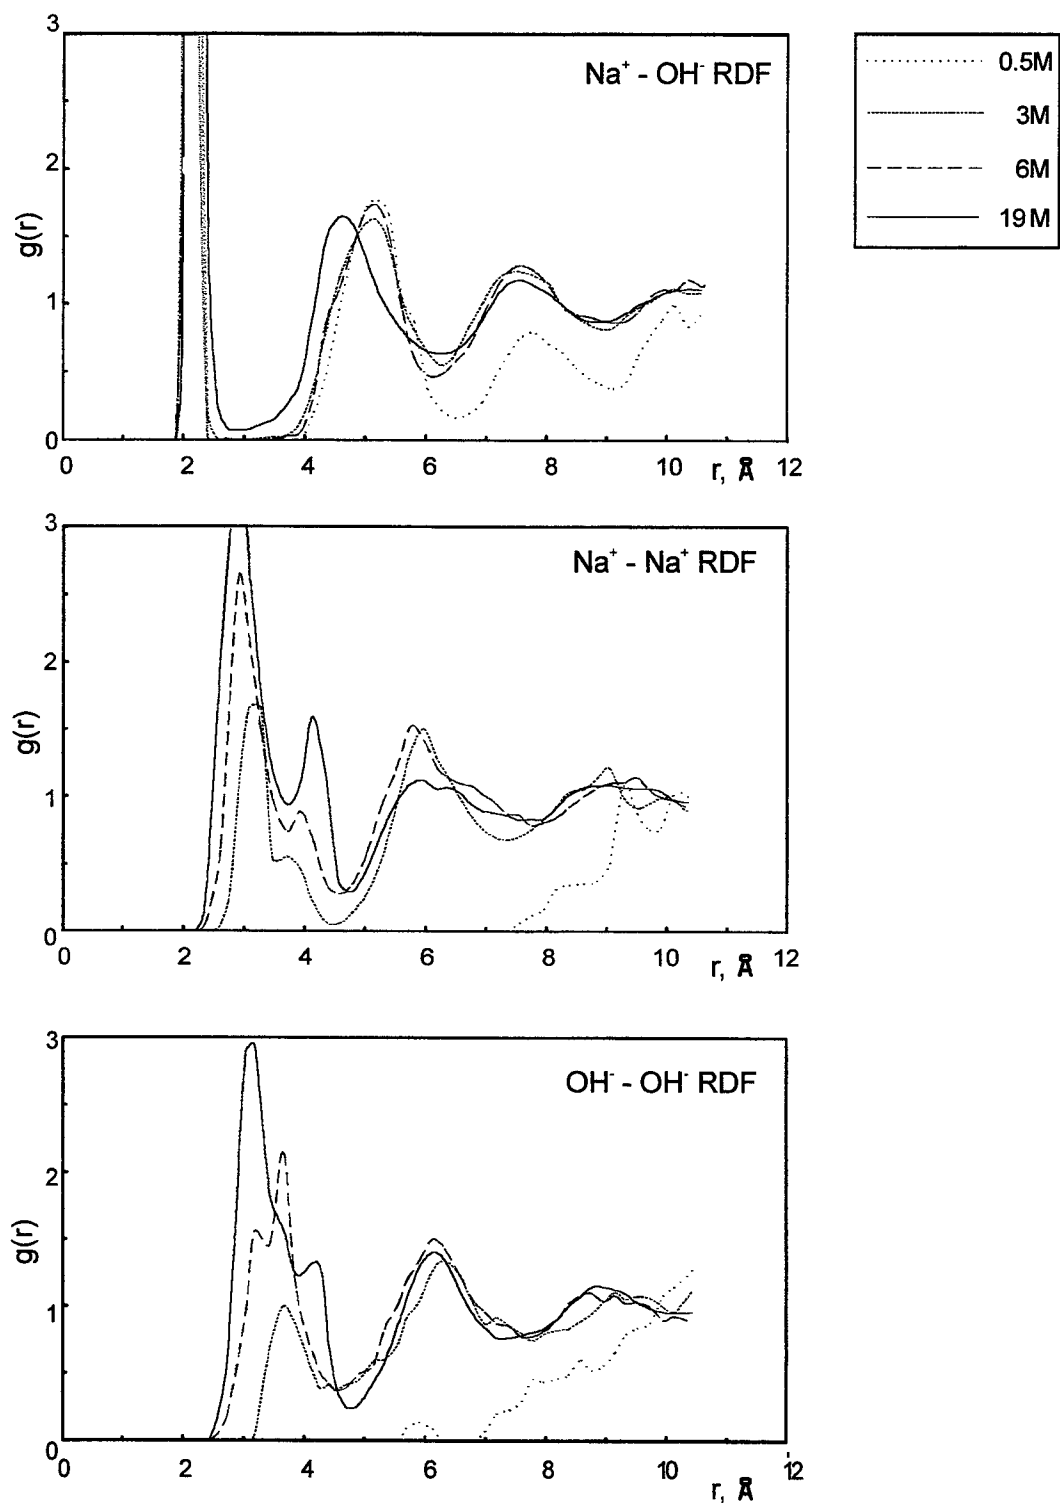 3
Na⁺ - OH⁻ RDF
2
g(r)
1
0
0 2 4 6 8 10 12
r, Å
0.5M
3M
6M
19M
3
Na⁺ - Na⁺ RDF
2
g(r)
1
0
0 2 4 6 8 10 12
r, Å
3
OH⁻ - OH⁻ RDF
2
g(r)
1
0
0 2 4 6 8 10 12
r, Å